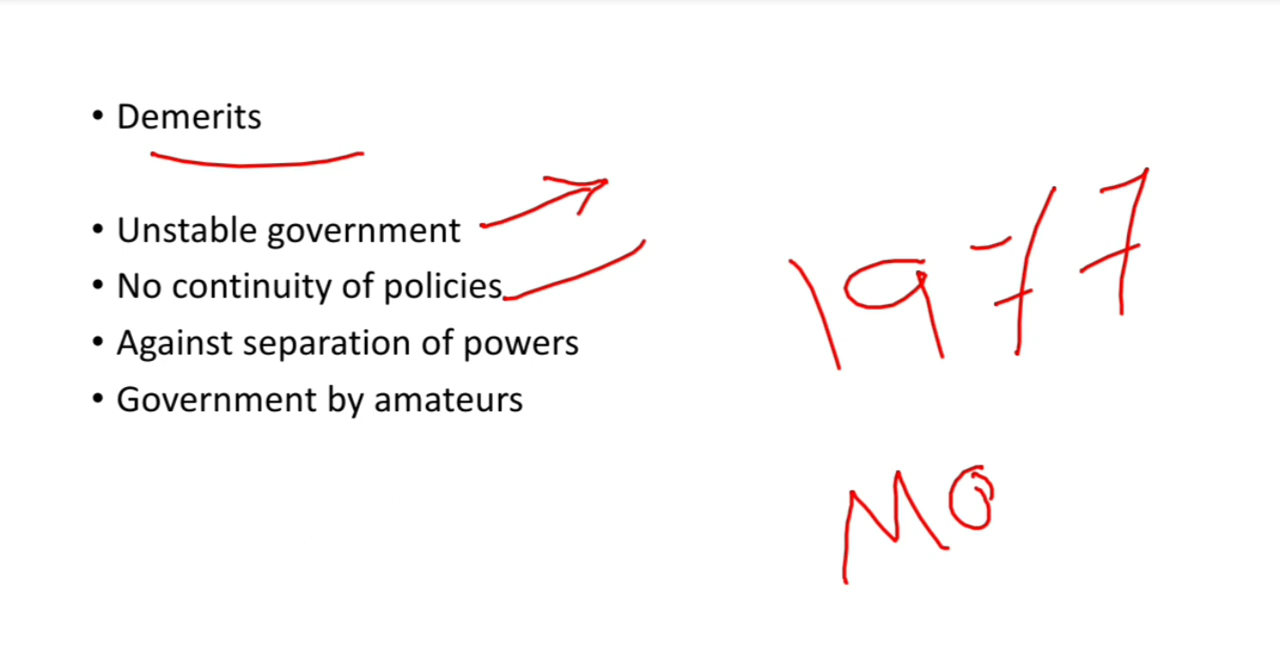 • Demerits
• Unstable government
• No continuity of policies
• Against separation of powers
• Government by amateurs
1977
MO